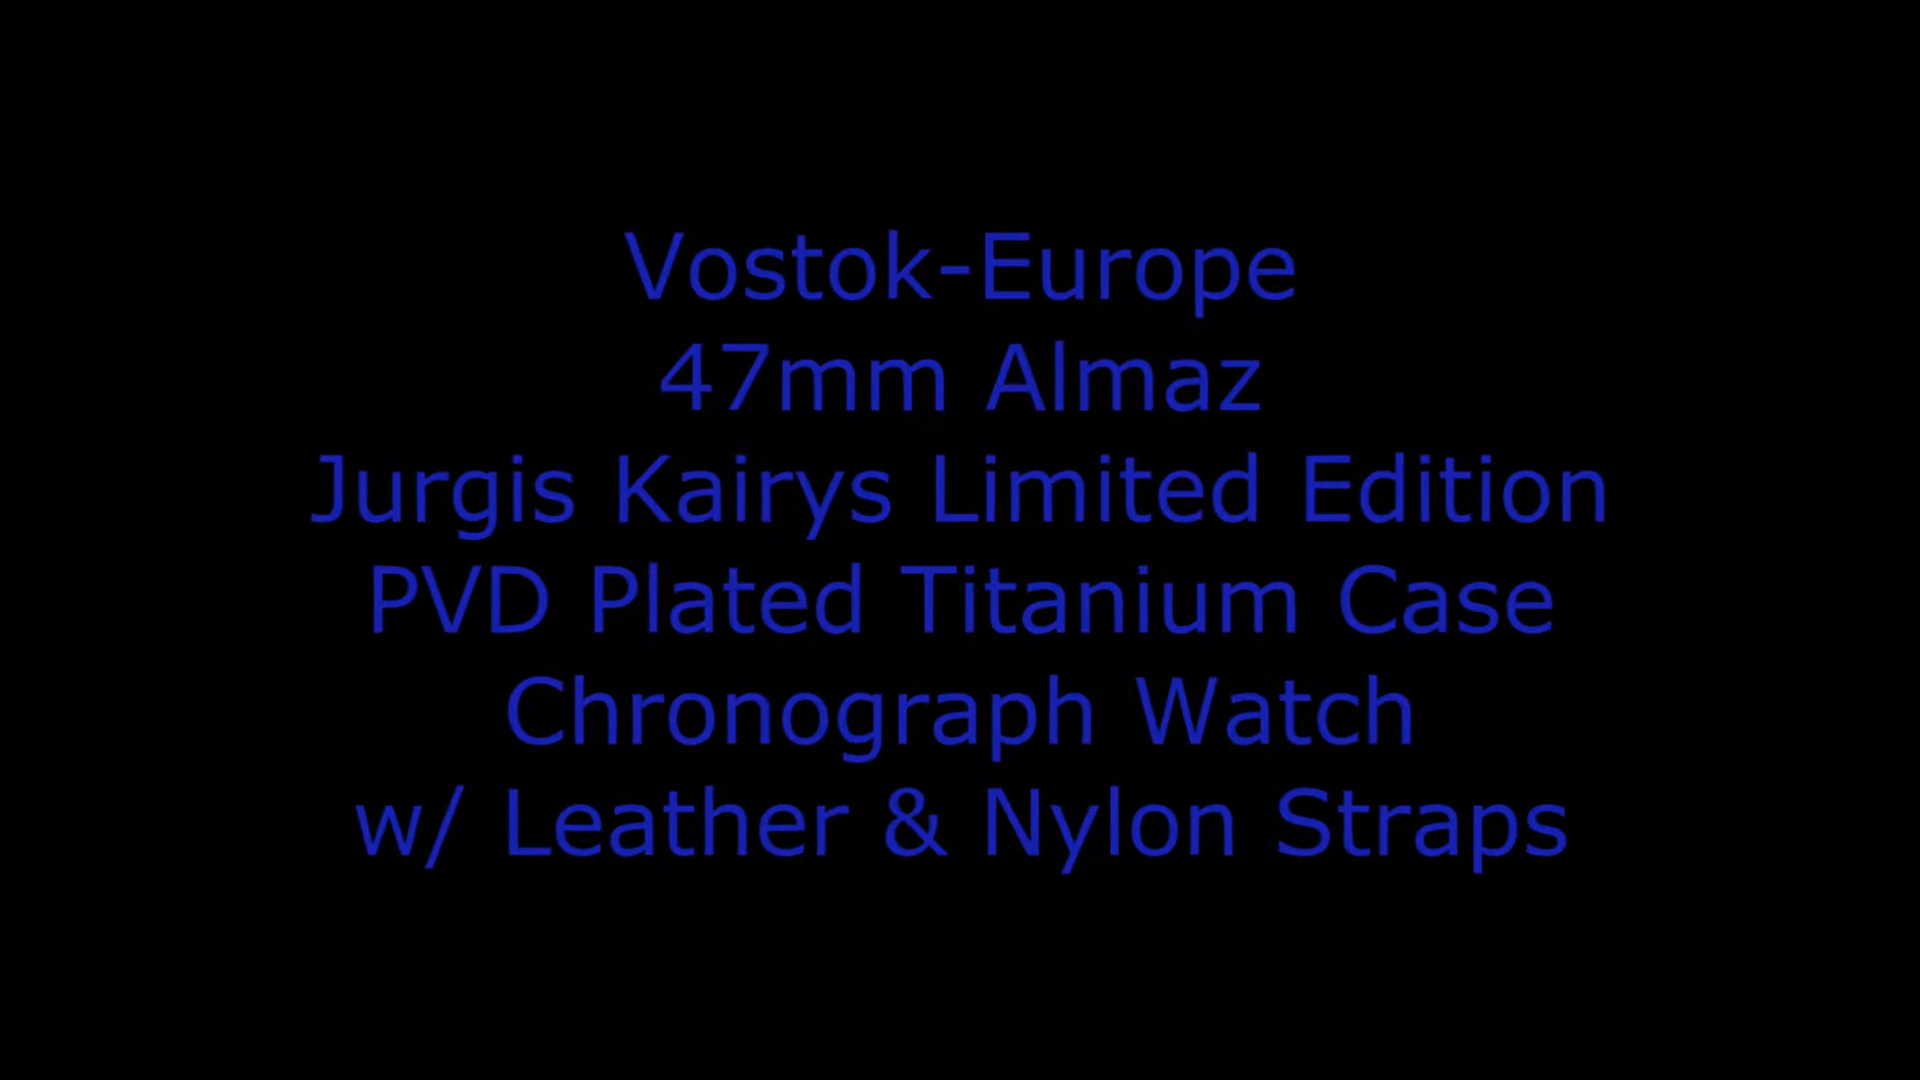 Vostok-Europe
47mm Almaz
Jurgis Kairys Limited Edition
PVD Plated Titanium Case
Chronograph Watch
w/ Leather & Nylon Straps